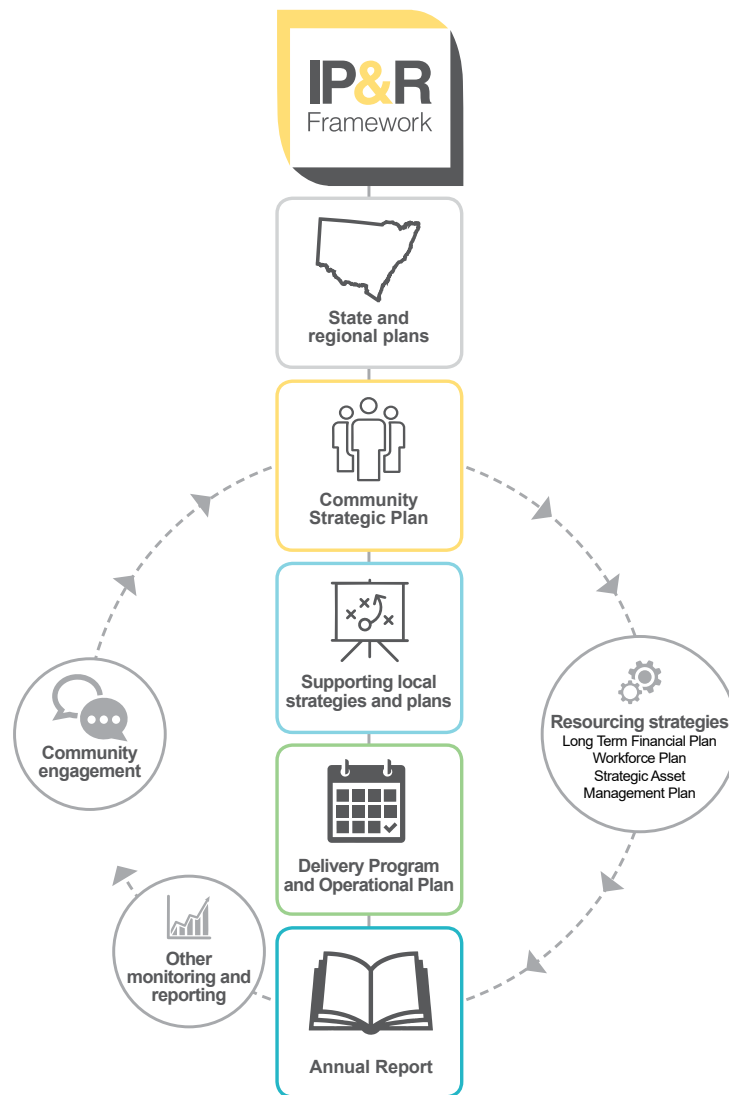 IP&R
Framework
State and
regional plans
Community
Strategic Plan
Supporting local
strategies and plans
Community
engagement
Resourcing strategies
Long Term Financial Plan
Workforce Plan
Strategic Asset
Management Plan
Delivery Program
and Operational Plan
Other
monitoring and
reporting
Annual Report